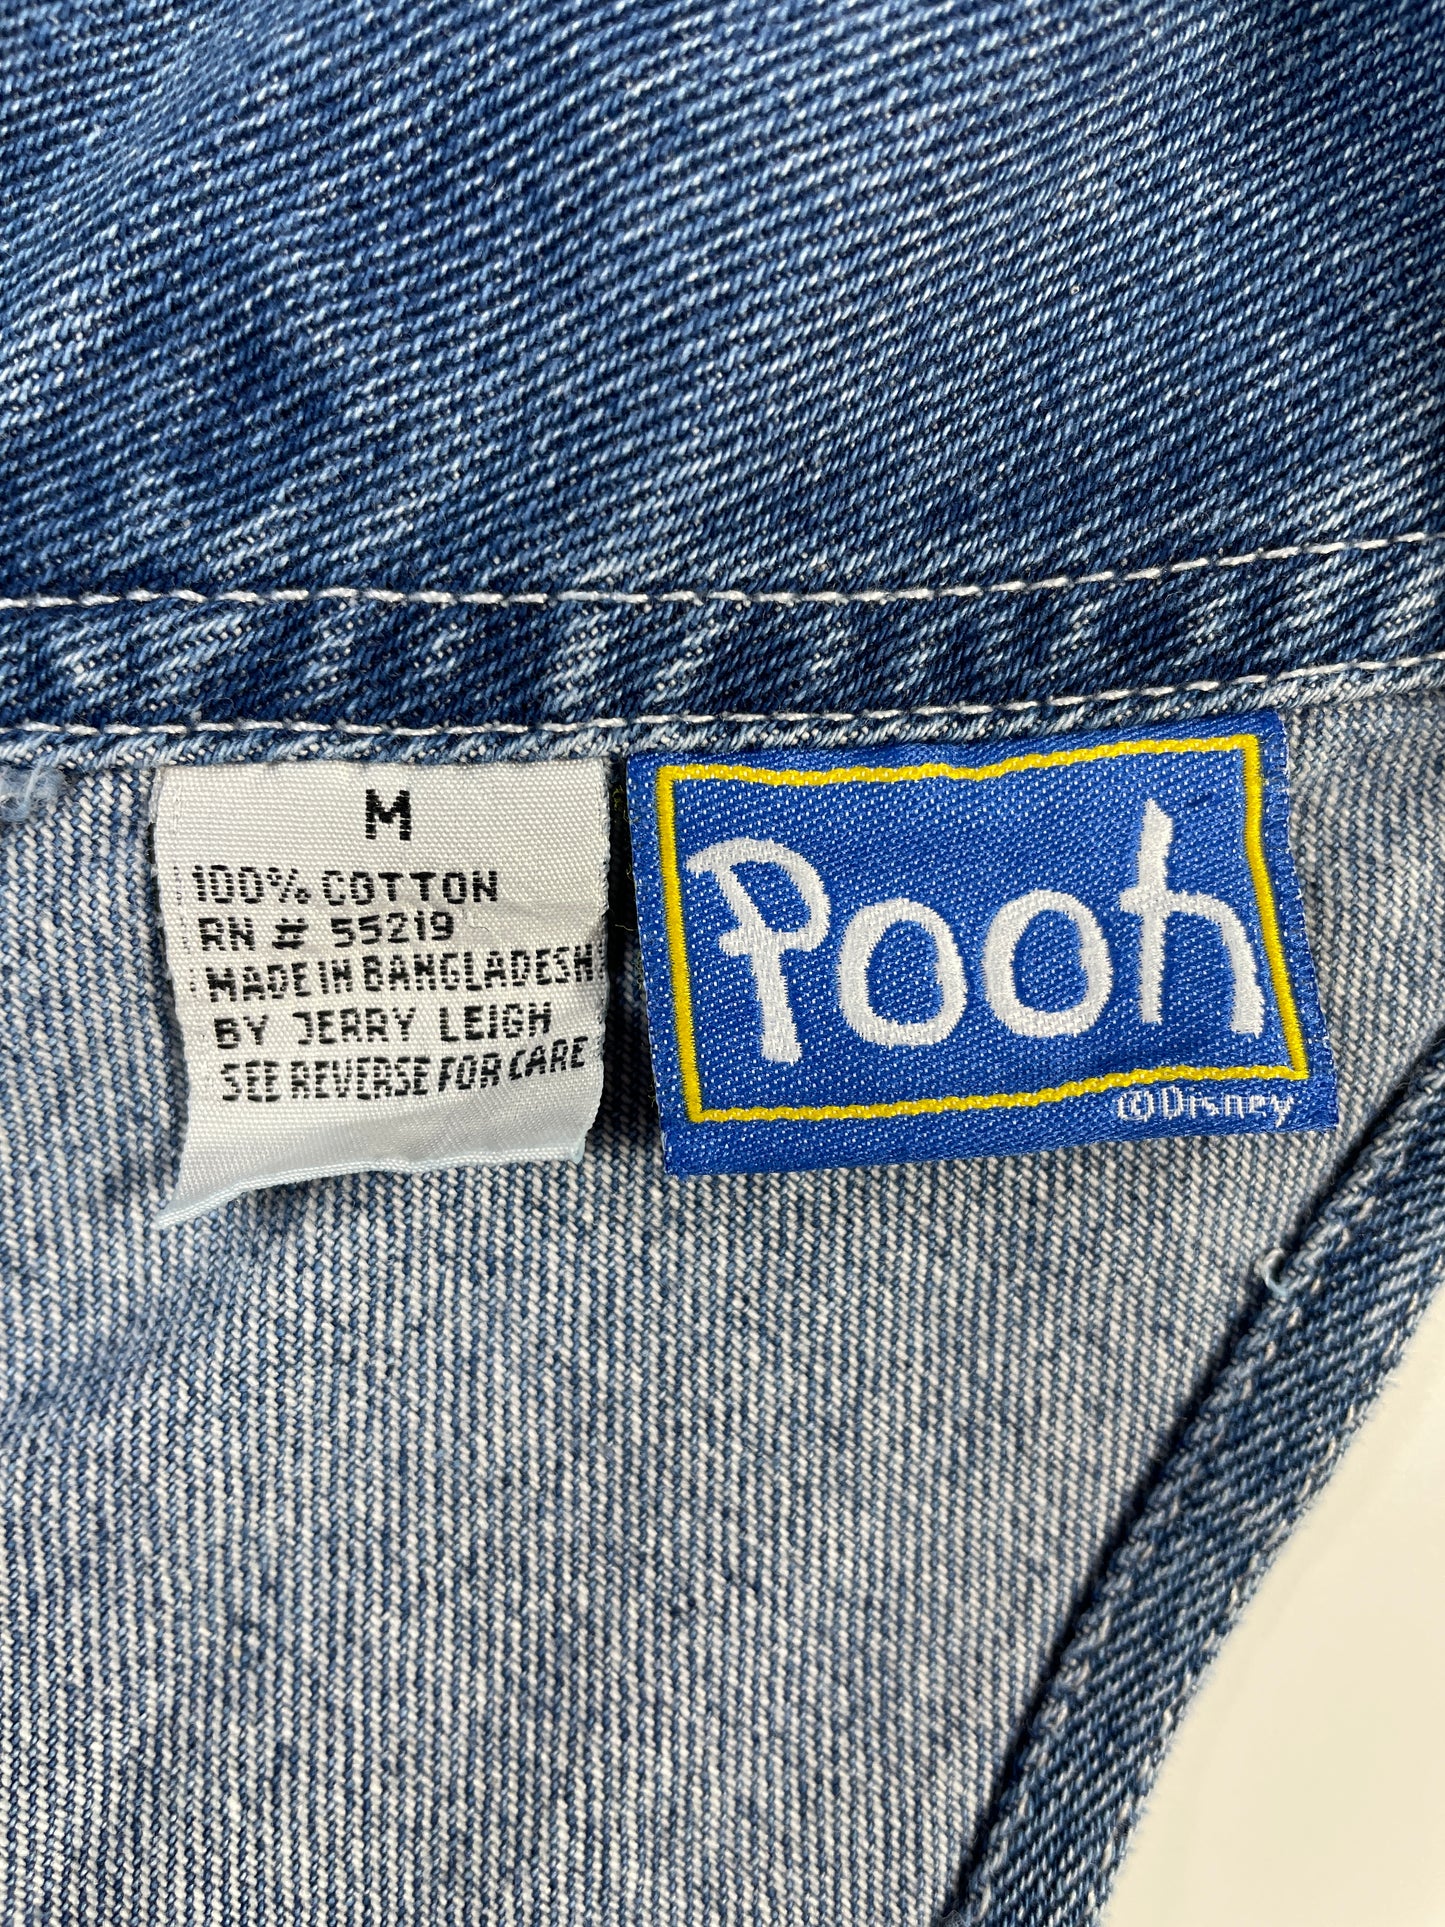 M
100% COTTON
RN # 55219
MADE IN BANGLADESH
BY JERRY LEIGH
SEE REVERSE FOR CARE
Pooh
©Disney